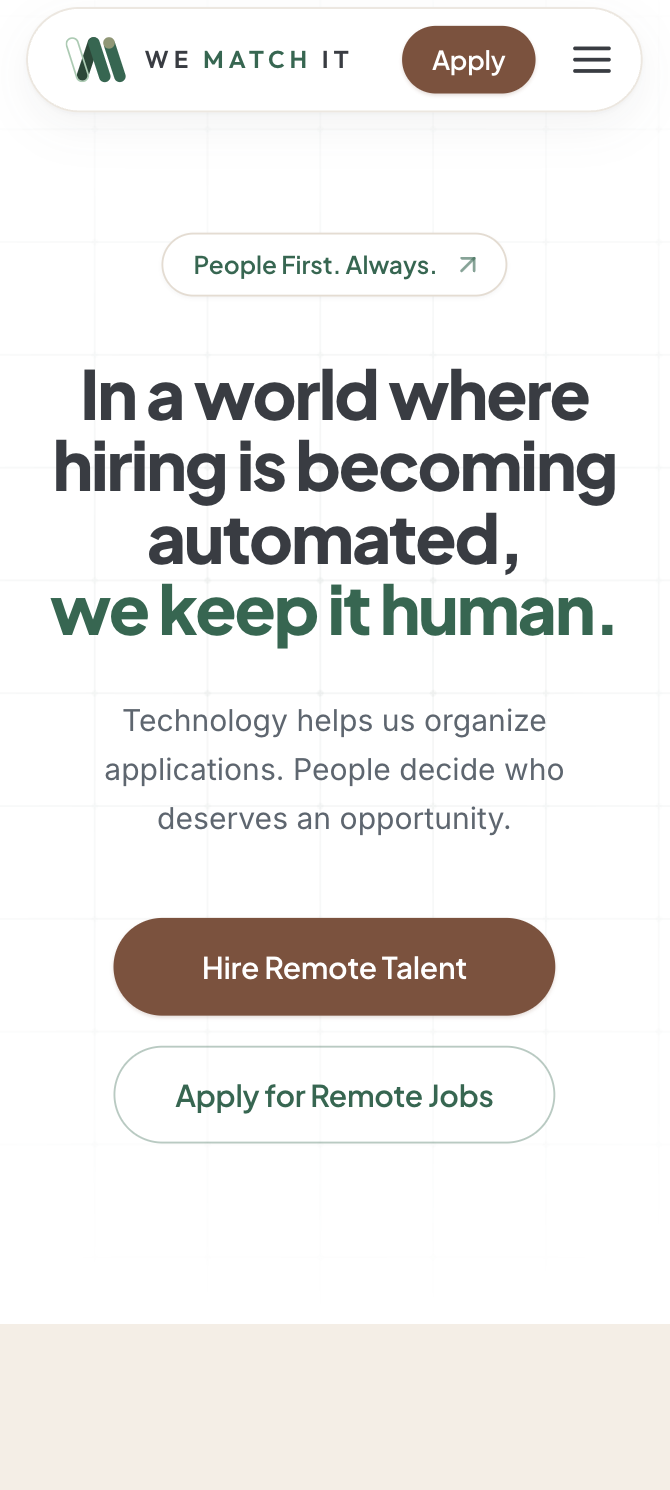 WE MATCH IT
Apply
People First. Always.
In a world where
hiring is becoming
automated,
we keep it human.
Technology helps us organize
applications. People decide who
deserves an opportunity.
Hire Remote Talent
Apply for Remote Jobs